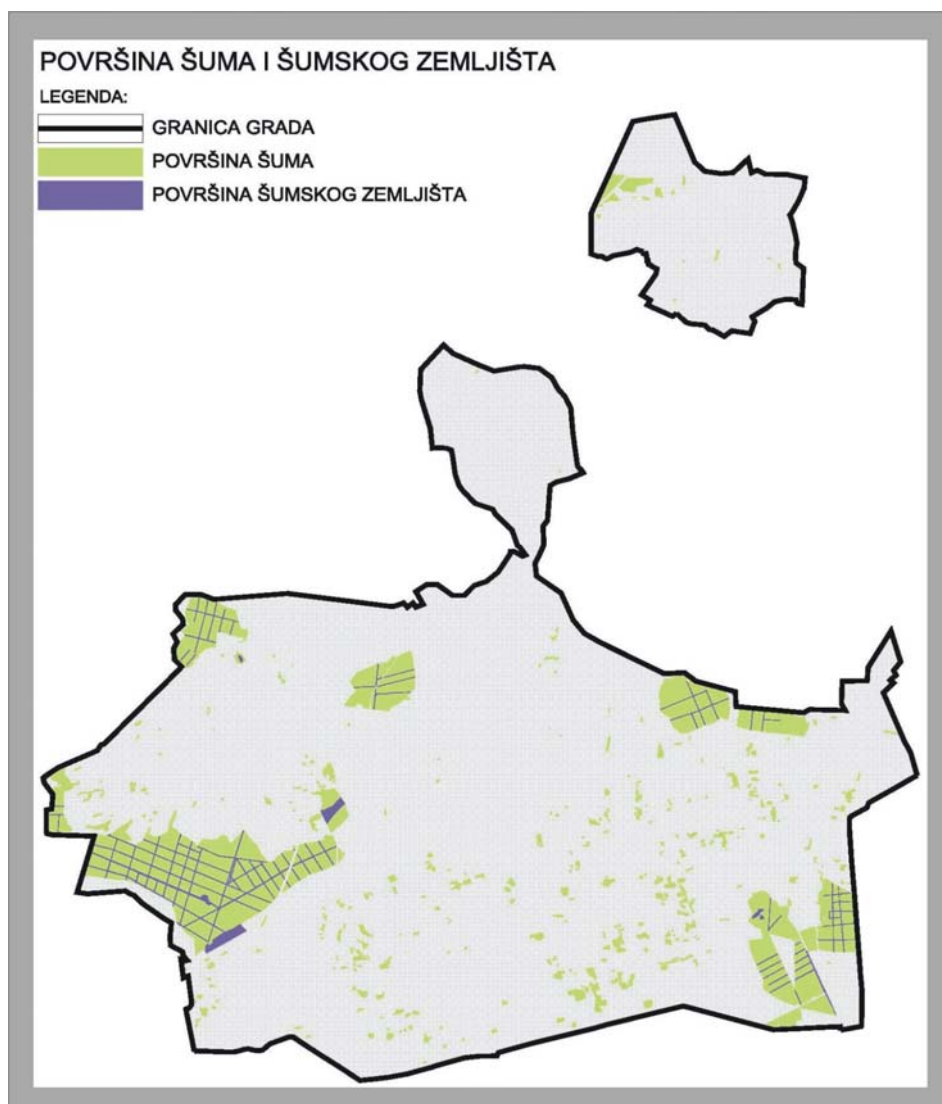 POVRŠINA ŠUMA I ŠUMSKOG ZEMLJIŠTA
LEGENDA:
GRANICA GRADA
POVRŠINA ŠUMA
POVRŠINA ŠUMSKOG ZEMLJIŠTA